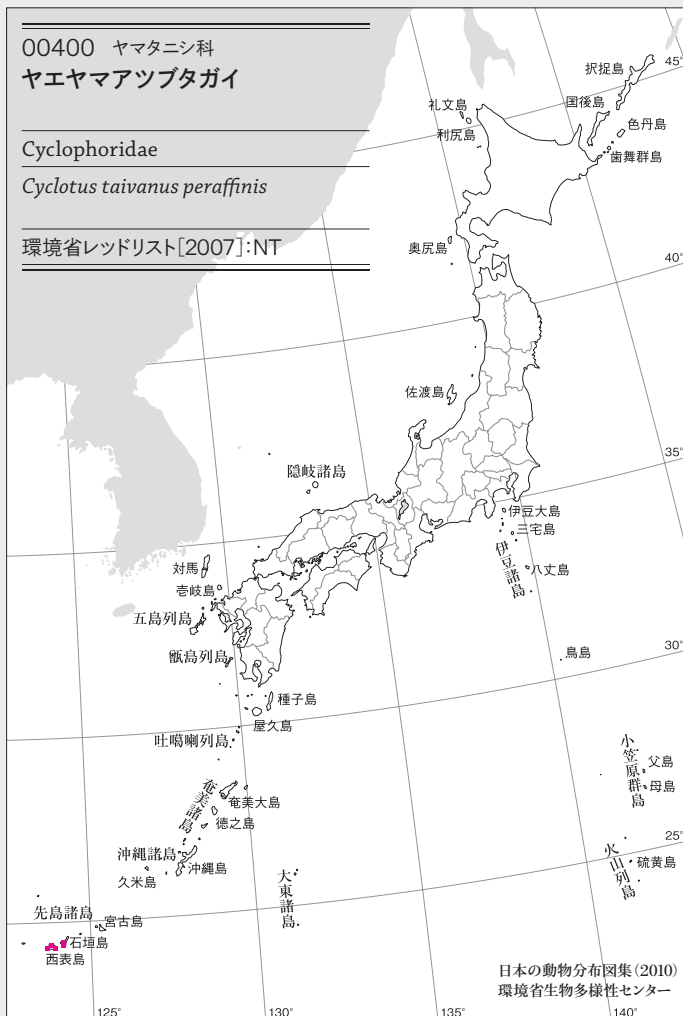 00400 ヤマタニシ科
ヤエヤマアツブタガイ
Cyclophoridae
Cyclotus taivanus peraffinis
環境省レッドリスト[2007]:NT
45°
択捉島
国後島
礼文島
色丹島
利尻島
歯舞群島
奥尻島
40°
佐渡島
35°
隠岐諸島
伊豆大島
三宅島
伊豆諸島
八丈島
対馬
壱岐島
五島列島
甑島列島
鳥島
30°
種子島
屋久島
吐噶喇列島
小笠原群島
父島
母島
奄美諸島
奄美大島
徳之島
25°
沖縄諸島
沖縄島
久米島
大東諸島
火山列島
硫黄島
先島諸島
宮古島
石垣島
西表島
日本の動物分布図集(2010)
環境省生物多様性センター
125°
130°
135°
140°